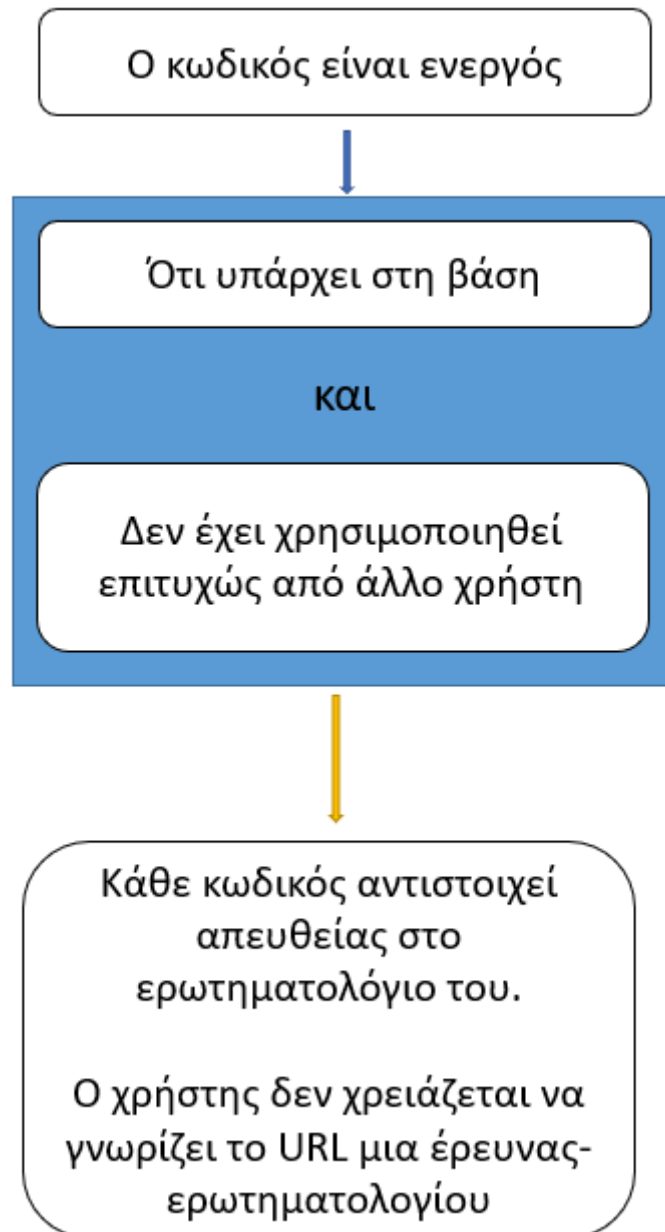 Ο κωδικός είναι ενεργός
Ότι υπάρχει στη βάση
και
Δεν έχει χρησιμοποιηθεί
επιτυχώς από άλλο χρήστη
Κάθε κωδικός αντιστοιχεί
απευθείας στο
ερωτηματολόγιο του.
Ο χρήστης δεν χρειάζεται να
γνωρίζει το URL μια έρευνας-
ερωτηματολογίου